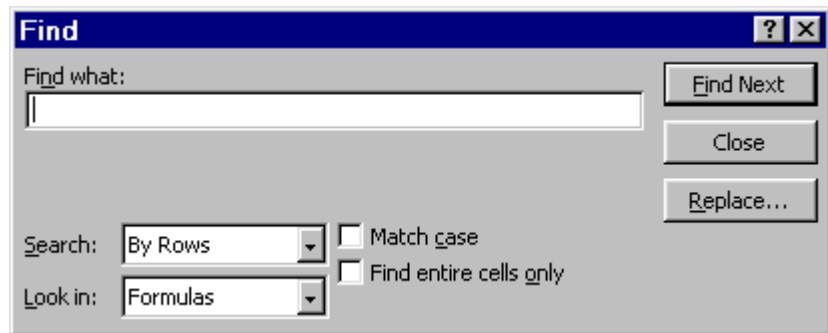 Find
Find what:
Find Next
Close
Replace...
Search: By Rows
Match case
Find entire cells only
Look in: Formulas